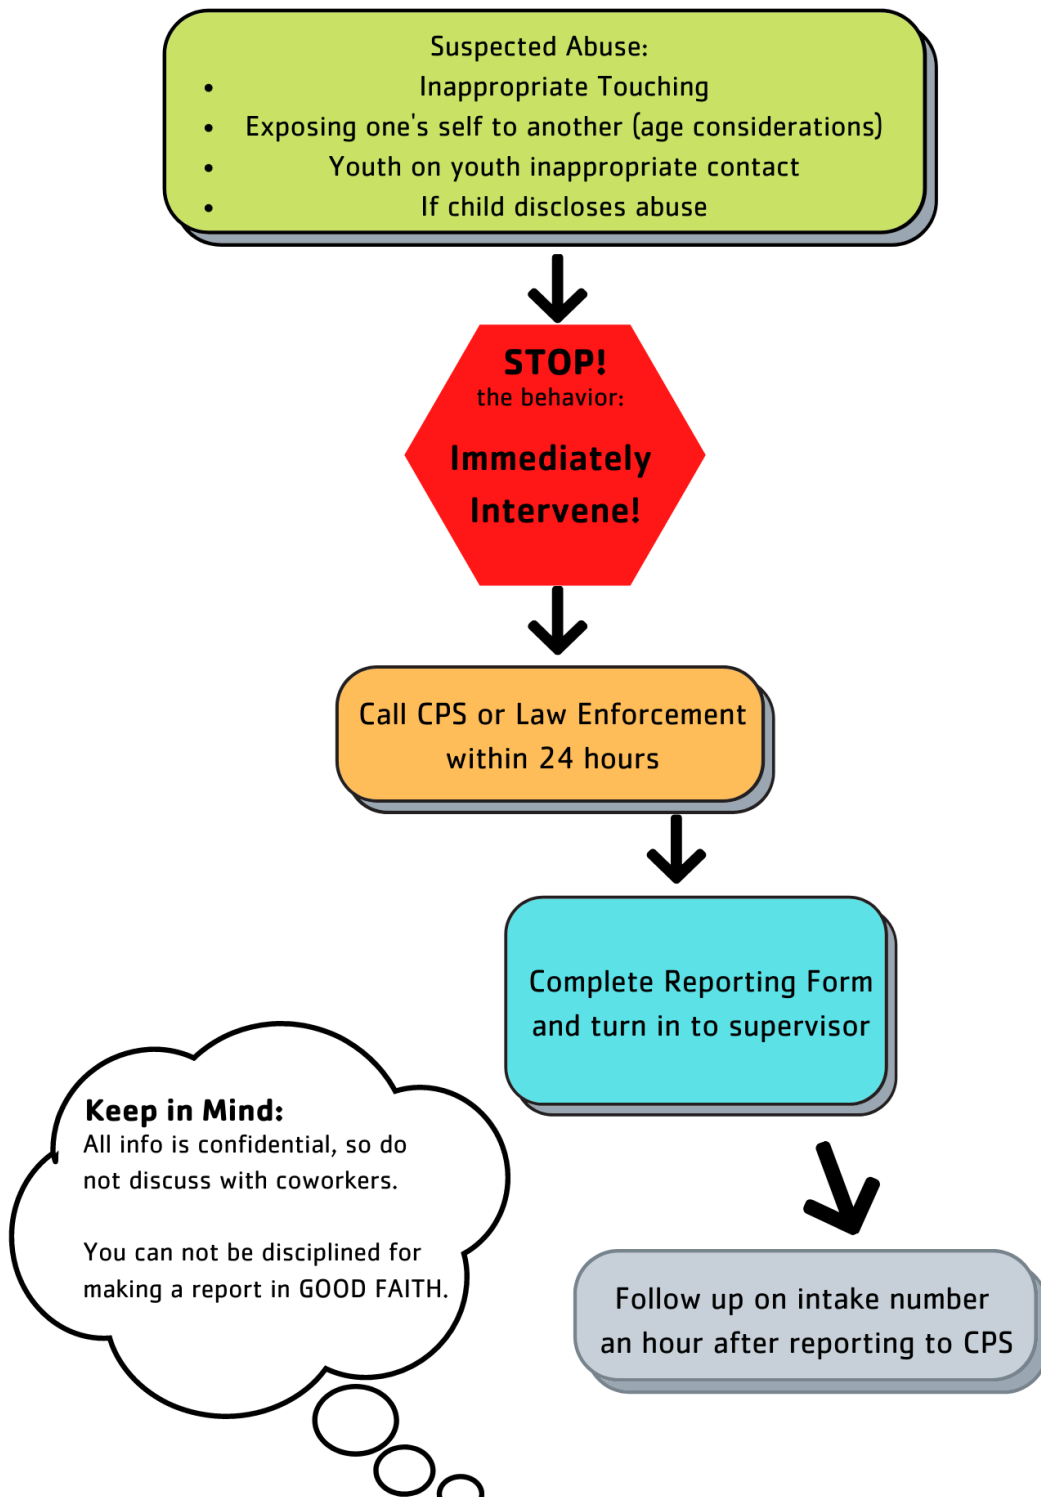 Suspected Abuse:
• Inappropriate Touching
• Exposing one's self to another (age considerations)
• Youth on youth inappropriate contact
• If child discloses abuse
STOP!
the behavior:
Immediately
Intervene!
Call CPS or Law Enforcement
within 24 hours
Complete Reporting Form
and turn in to supervisor
Keep in Mind:
All info is confidential, so do
not discuss with coworkers.
You can not be disciplined for
making a report in GOOD FAITH.
Follow up on intake number
an hour after reporting to CPS